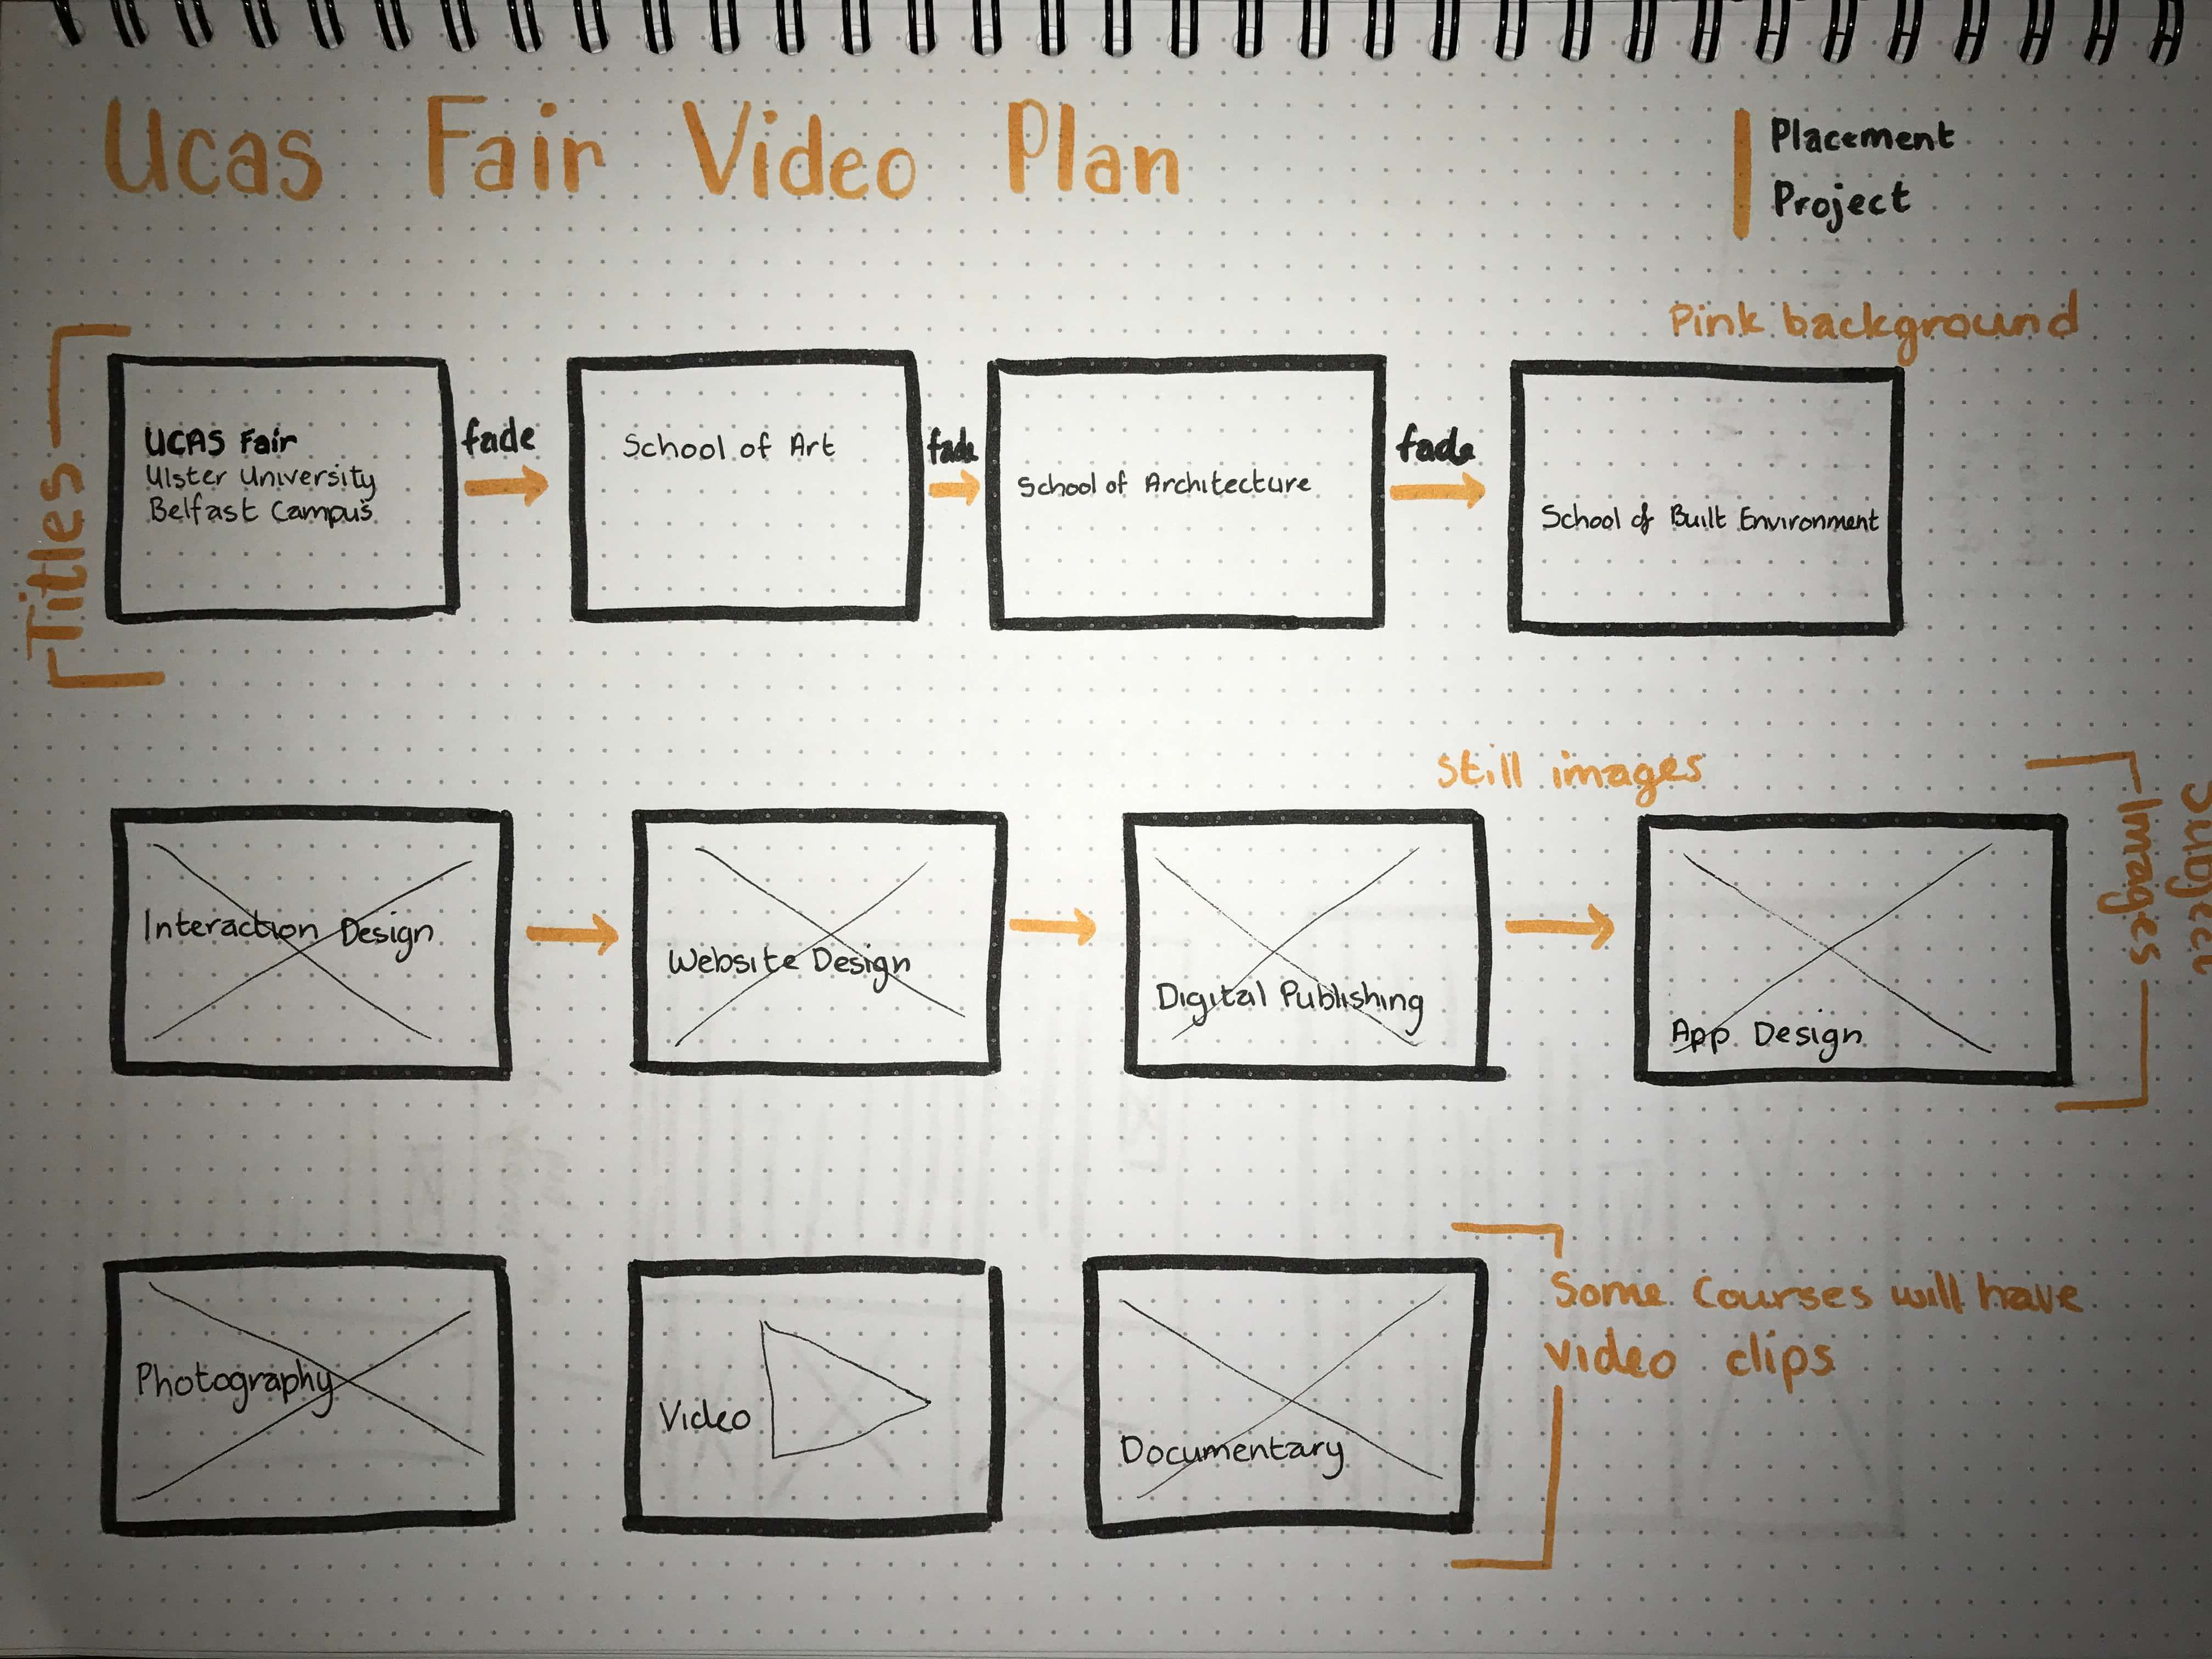 Ucas Fair Video Plan
Placement
Project
Pink background
Titles
UCAS Fair
Ulster University
Belfast Campus
fade
School of Art
fade
School of Architecture
fade
School of Built Environment
Still images
Subject
Images
Interaction Design
Website Design
Digital Publishing
App Design
Some Courses will have
video clips
Photography
Video
Documentary